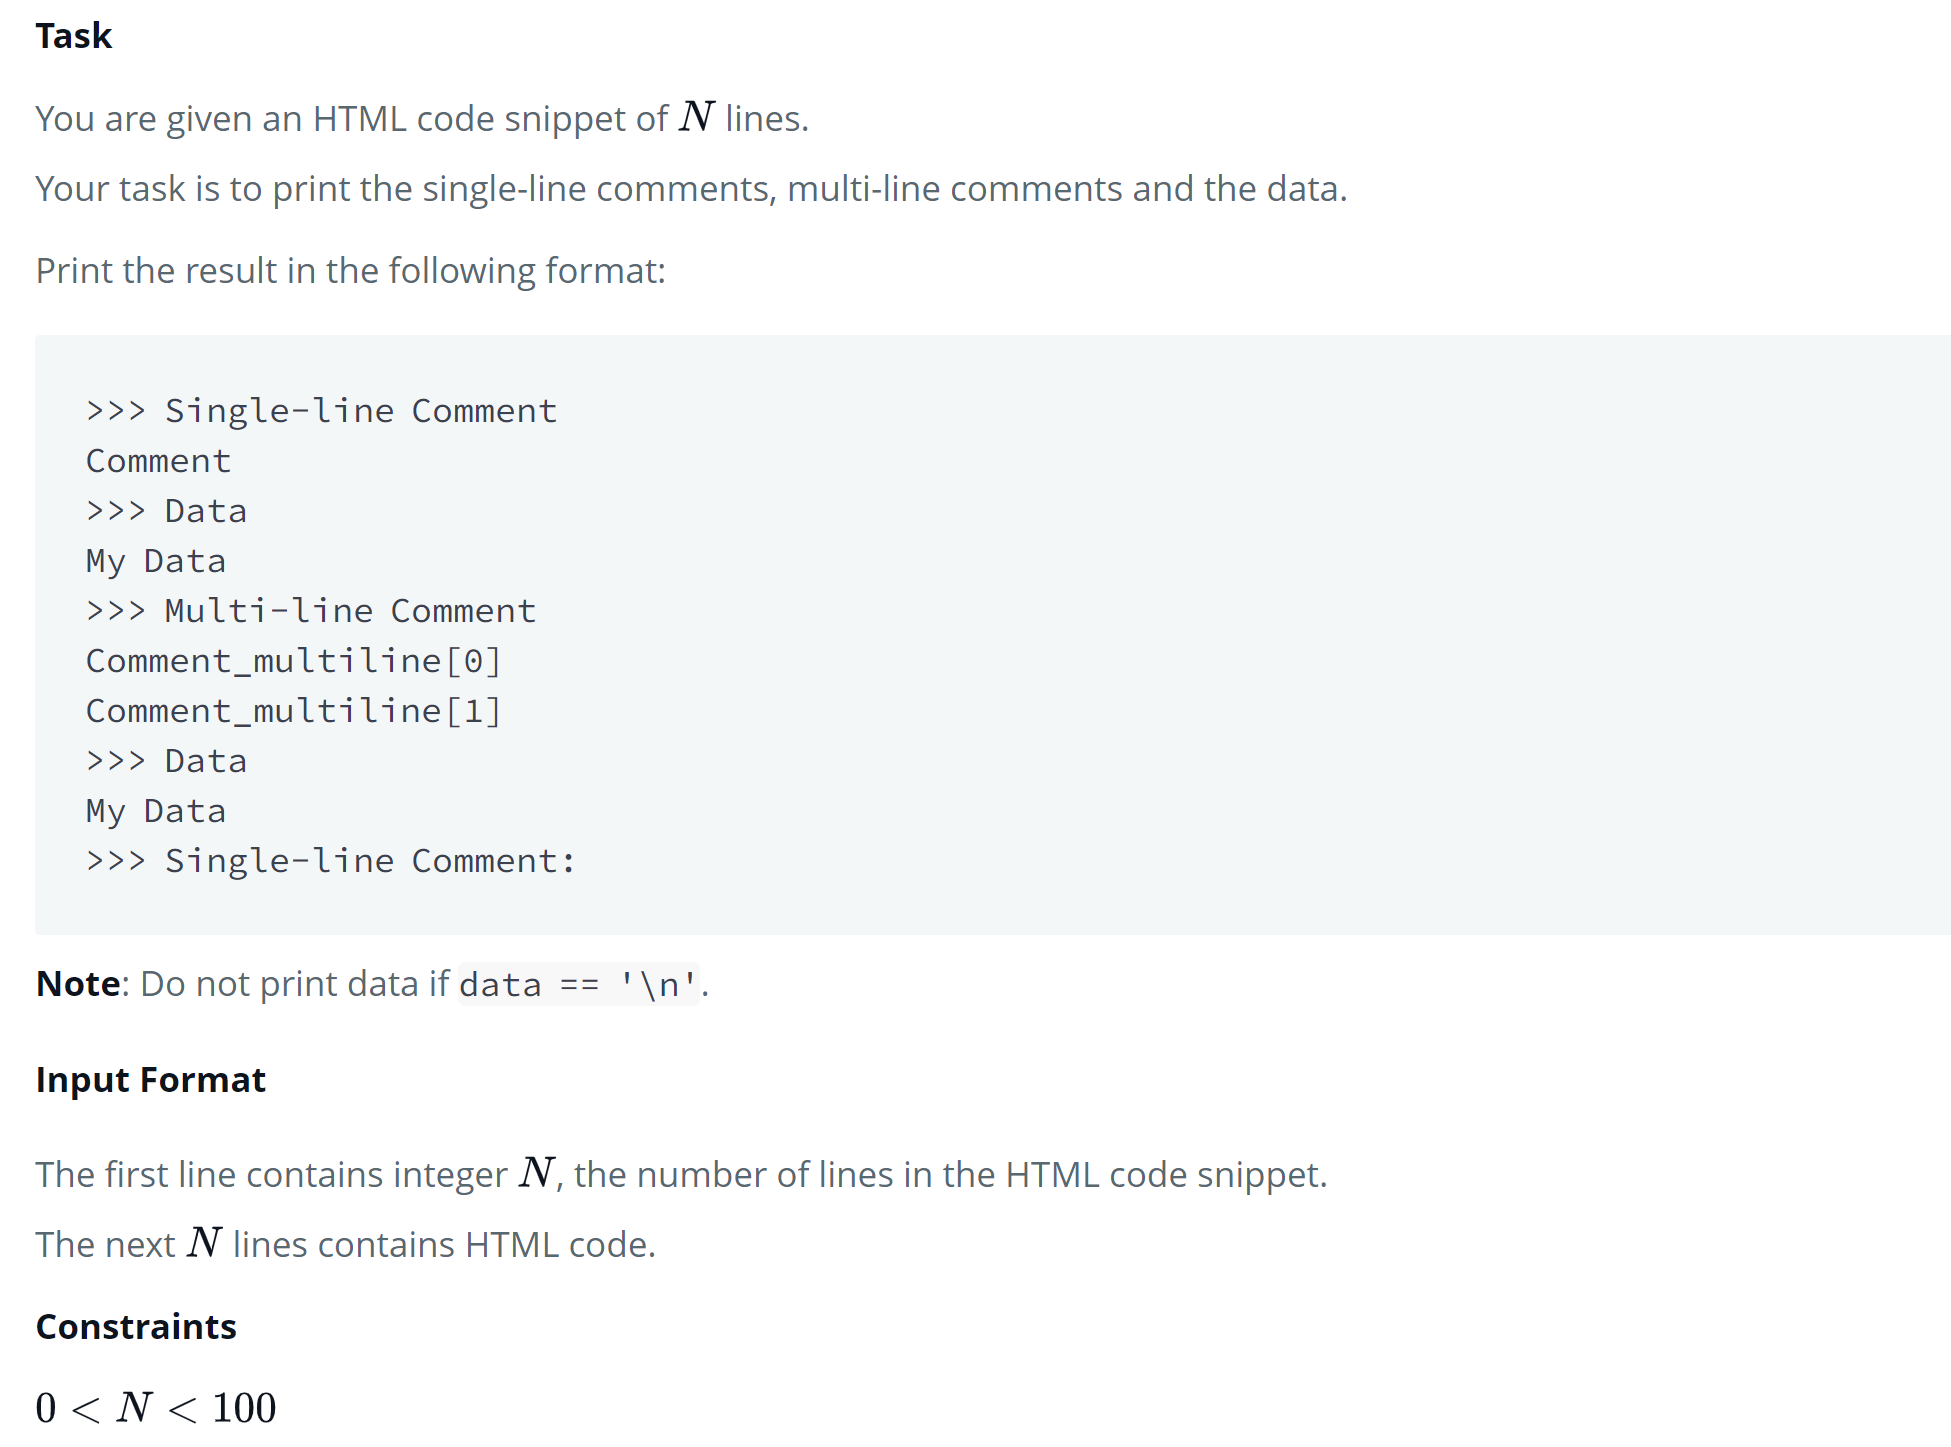 Task
You are given an HTML code snippet of N lines.
Your task is to print the single-line comments, multi-line comments and the data.
Print the result in the following format:
>>> Single-line Comment
Comment
>>> Data
My Data
>>> Multi-line Comment
Comment_multiline[0]
Comment_multiline[1]
>>> Data
My Data
>>> Single-line Comment:
Note: Do not print data if data == '\n'.
Input Format
The first line contains integer N, the number of lines in the HTML code snippet.
The next N lines contains HTML code.
Constraints
0 < N < 100